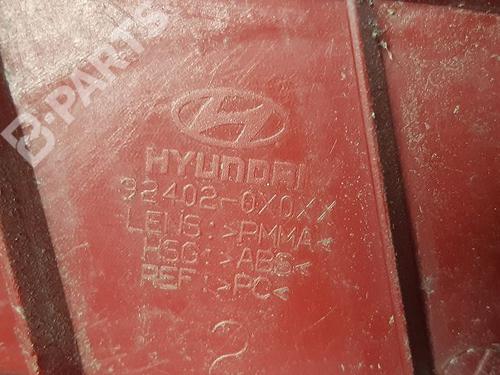 B-PARTS
HYUNDAI
92402-0X0XX
LENS:>PMMA<
HSG:>ABS<
REF:>PC<